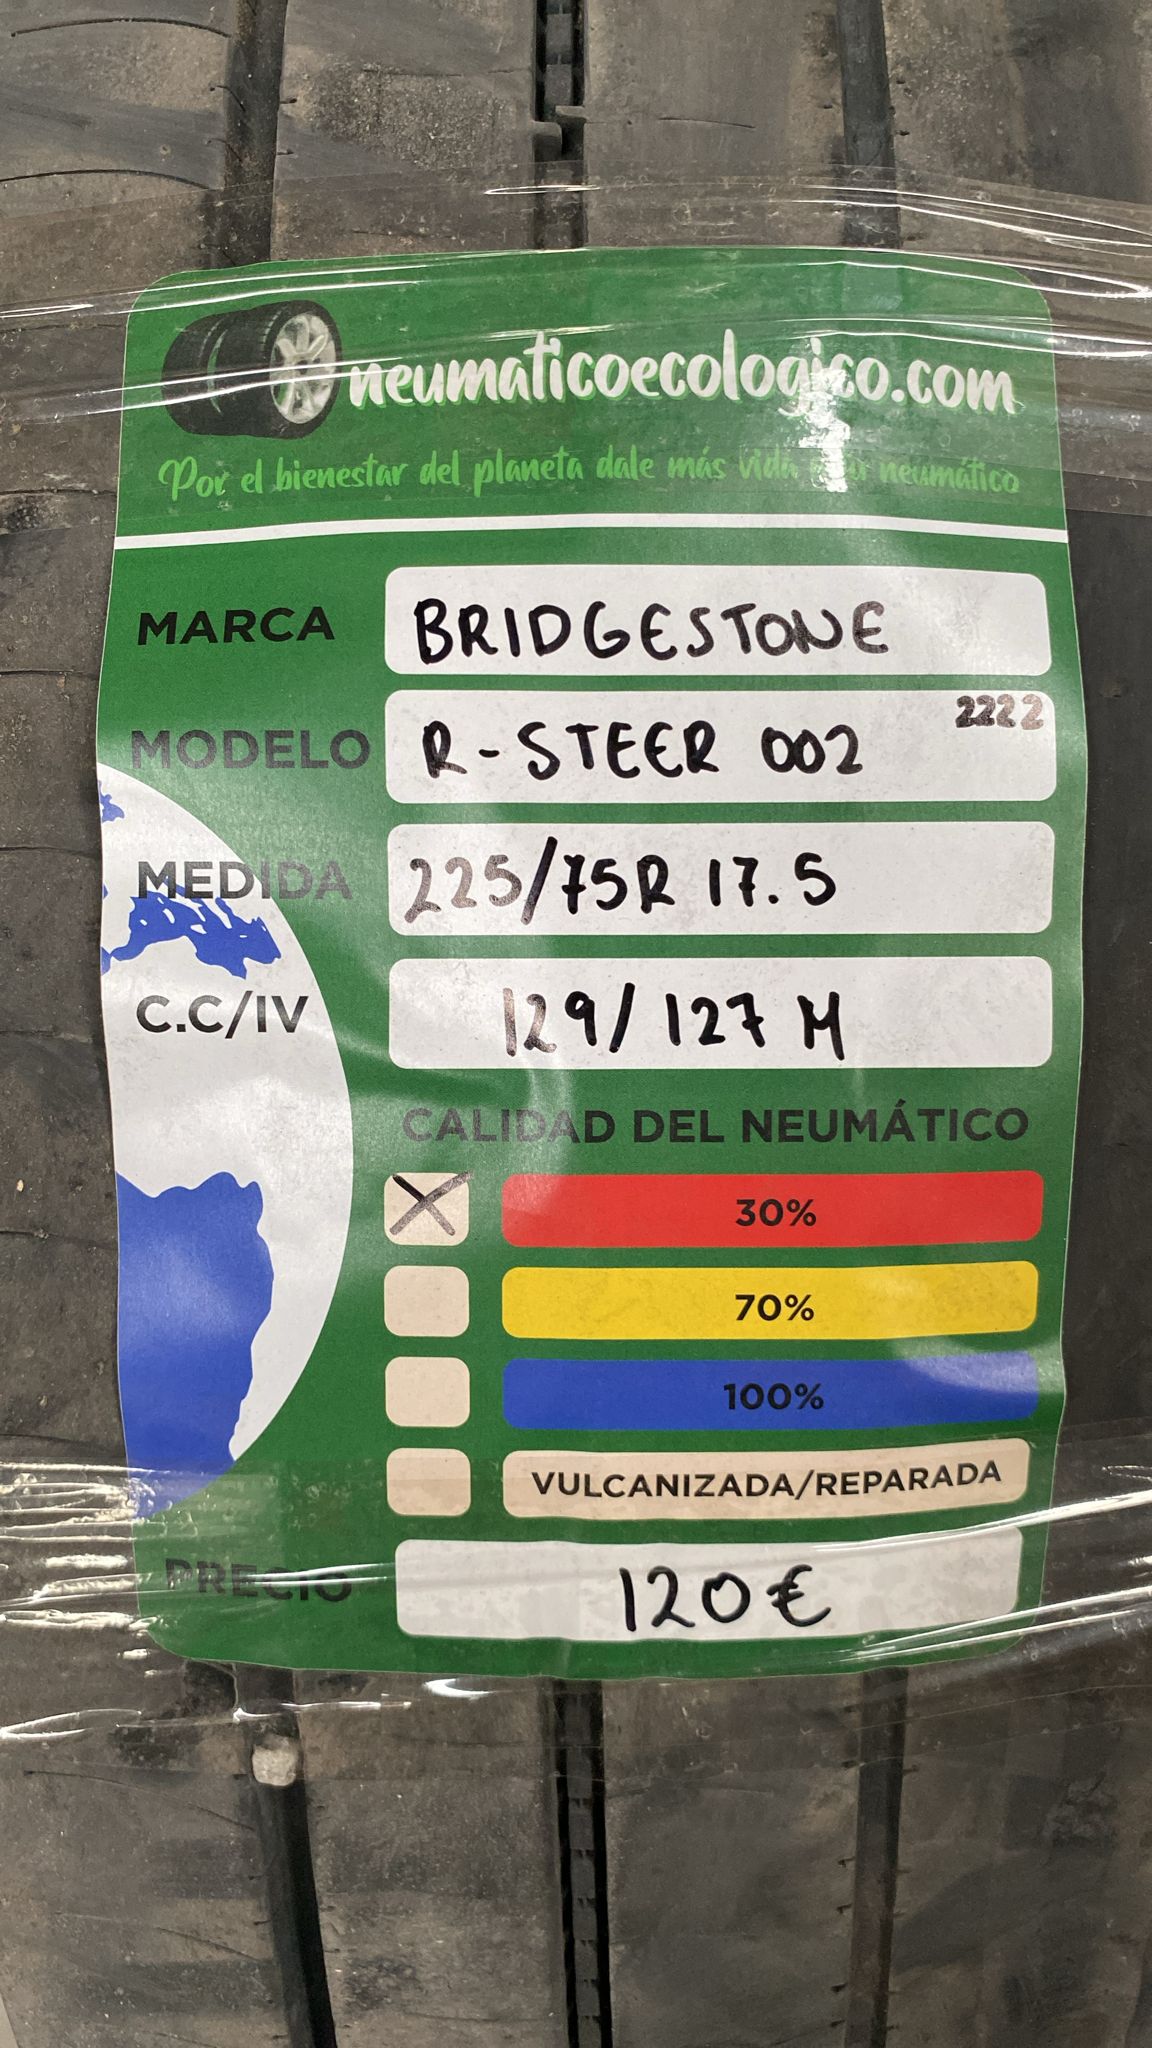 neumaticoecologico.com
Por el bienestar del planeta dale más vida a tu neumático
MARCA BRIDGESTONE
2222
MODELO R-STEER 002
MEDIDA 225/75R 17.5
C.C/IV 129/127 M
CALIDAD DEL NEUMÁTICO
X 30%
70%
100%
VULCANIZADA/REPARADA
PRECIO 120€